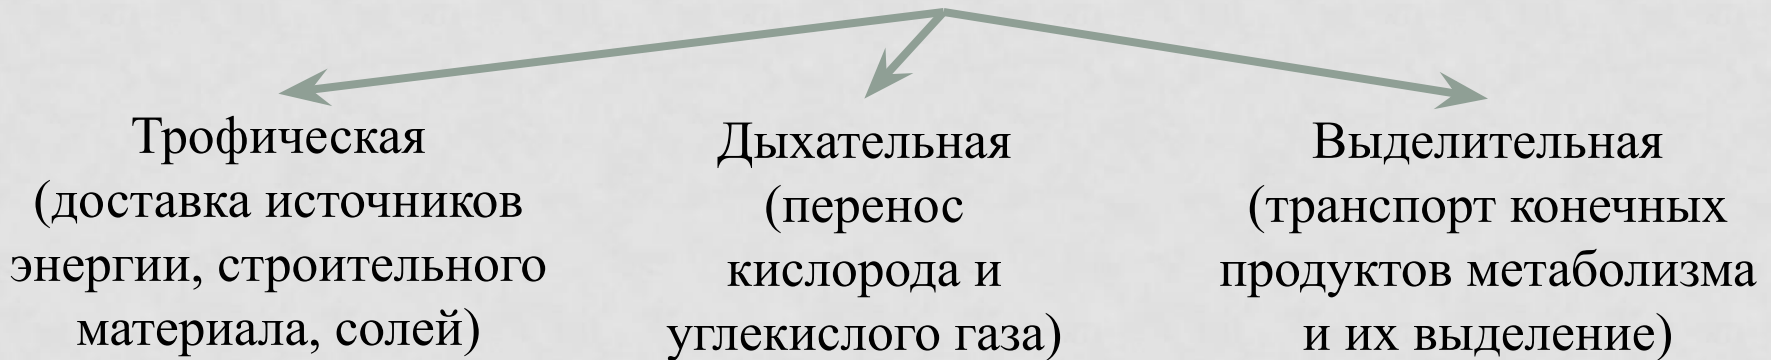 Трофическая
(доставка источников
энергии, строительного
материала, солей)
Дыхательная
(перенос
кислорода и
углекислого газа)
Выделительная
(транспорт конечных
продуктов метаболизма
и их выделение)